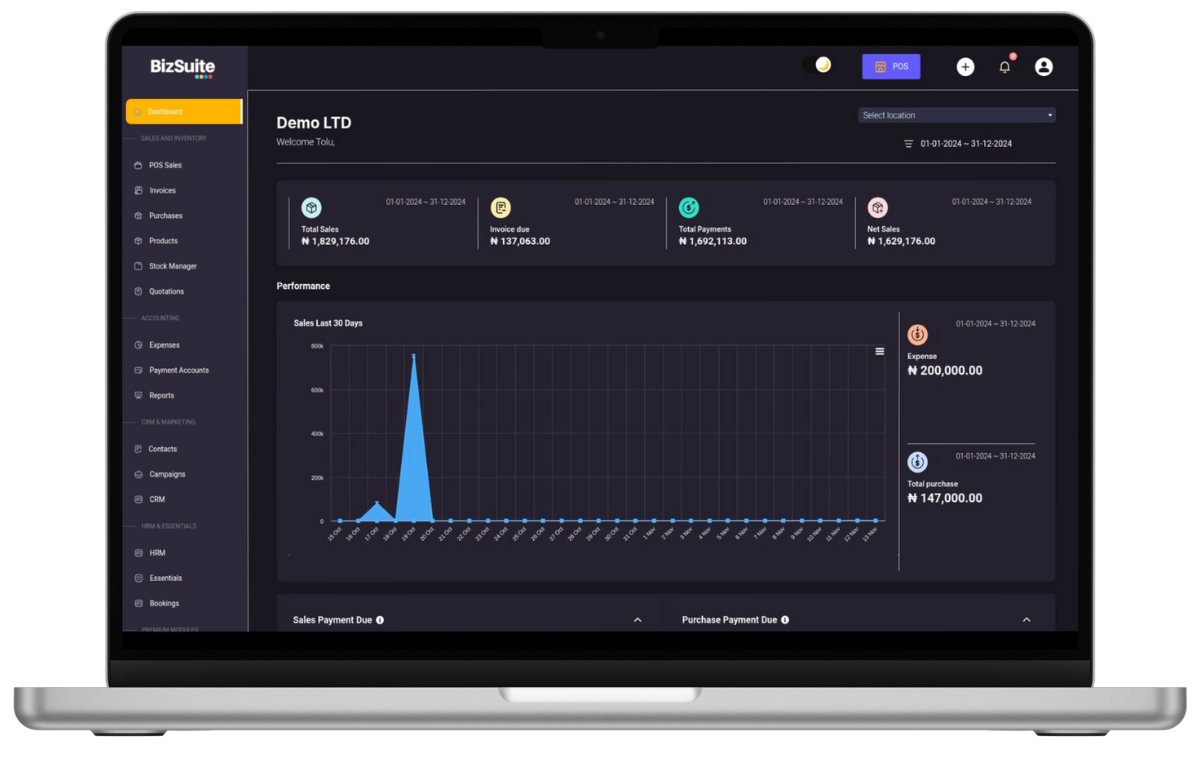 BizSuite
POS
Dashboard
SALES AND INVENTORY
POS Sales
Invoices
Purchases
Products
Stock Manager
Quotations
ACCOUNTING
Expenses
Payment Accounts
Reports
CRM & MARKETING
Contacts
Campaigns
CRM
HRM & ESSENTIALS
HRM
Essentials
Bookings
PREMIUM MODULES
Demo LTD
Welcome Tolu,
Select location
01-01-2024 ~ 31-12-2024
01-01-2024 ~ 31-12-2024
Total Sales
₦ 1,829,176.00
01-01-2024 ~ 31-12-2024
Invoice due
₦ 137,063.00
01-01-2024 ~ 31-12-2024
Total Payments
₦ 1,692,113.00
01-01-2024 ~ 31-12-2024
Net Sales
₦ 1,629,176.00
Performance
Sales Last 30 Days
800k
600k
400k
200k
0
15 Oct
16 Oct
17 Oct
18 Oct
19 Oct
20 Oct
21 Oct
22 Oct
23 Oct
24 Oct
25 Oct
26 Oct
27 Oct
28 Oct
29 Oct
30 Oct
31 Oct
1 Nov
2 Nov
3 Nov
4 Nov
5 Nov
6 Nov
7 Nov
8 Nov
9 Nov
10 Nov
11 Nov
12 Nov
13 Nov
01-01-2024 ~ 31-12-2024
Expense
₦ 200,000.00
01-01-2024 ~ 31-12-2024
Total purchase
₦ 147,000.00
Sales Payment Due
Purchase Payment Due